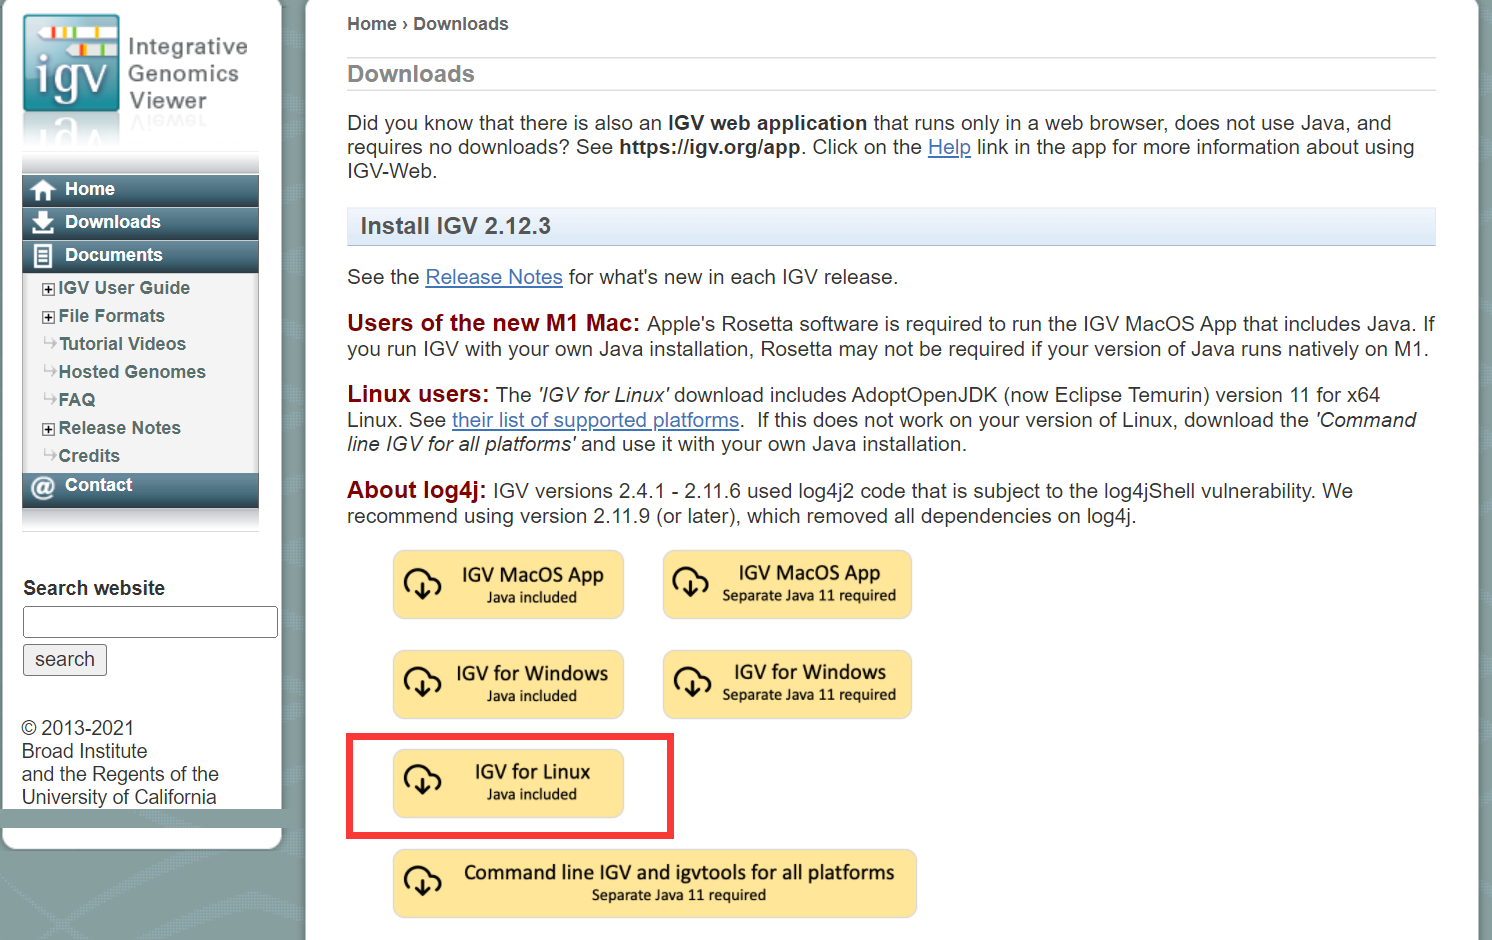 igv
Integrative
Genomics
Viewer
Home
Downloads
Documents
IGV User Guide
File Formats
Tutorial Videos
Hosted Genomes
FAQ
Release Notes
Credits
Contact
Search website
search
© 2013-2021
Broad Institute
and the Regents of the
University of California
Home › Downloads
Downloads
Did you know that there is also an IGV web application that runs only in a web browser, does not use Java, and
requires no downloads? See https://igv.org/app. Click on the Help link in the app for more information about using
IGV-Web.
Install IGV 2.12.3
See the Release Notes for what's new in each IGV release.
Users of the new M1 Mac: Apple's Rosetta software is required to run the IGV MacOS App that includes Java. If
you run IGV with your own Java installation, Rosetta may not be required if your version of Java runs natively on M1.
Linux users: The 'IGV for Linux' download includes AdoptOpenJDK (now Eclipse Temurin) version 11 for x64
Linux. See their list of supported platforms.  If this does not work on your version of Linux, download the 'Command
line IGV for all platforms' and use it with your own Java installation.
About log4j: IGV versions 2.4.1 - 2.11.6 used log4j2 code that is subject to the log4jShell vulnerability. We
recommend using version 2.11.9 (or later), which removed all dependencies on log4j.
IGV MacOS App
Java included
IGV MacOS App
Separate Java 11 required
IGV for Windows
Java included
IGV for Windows
Separate Java 11 required
IGV for Linux
Java included
Command line IGV and igvtools for all platforms
Separate Java 11 required